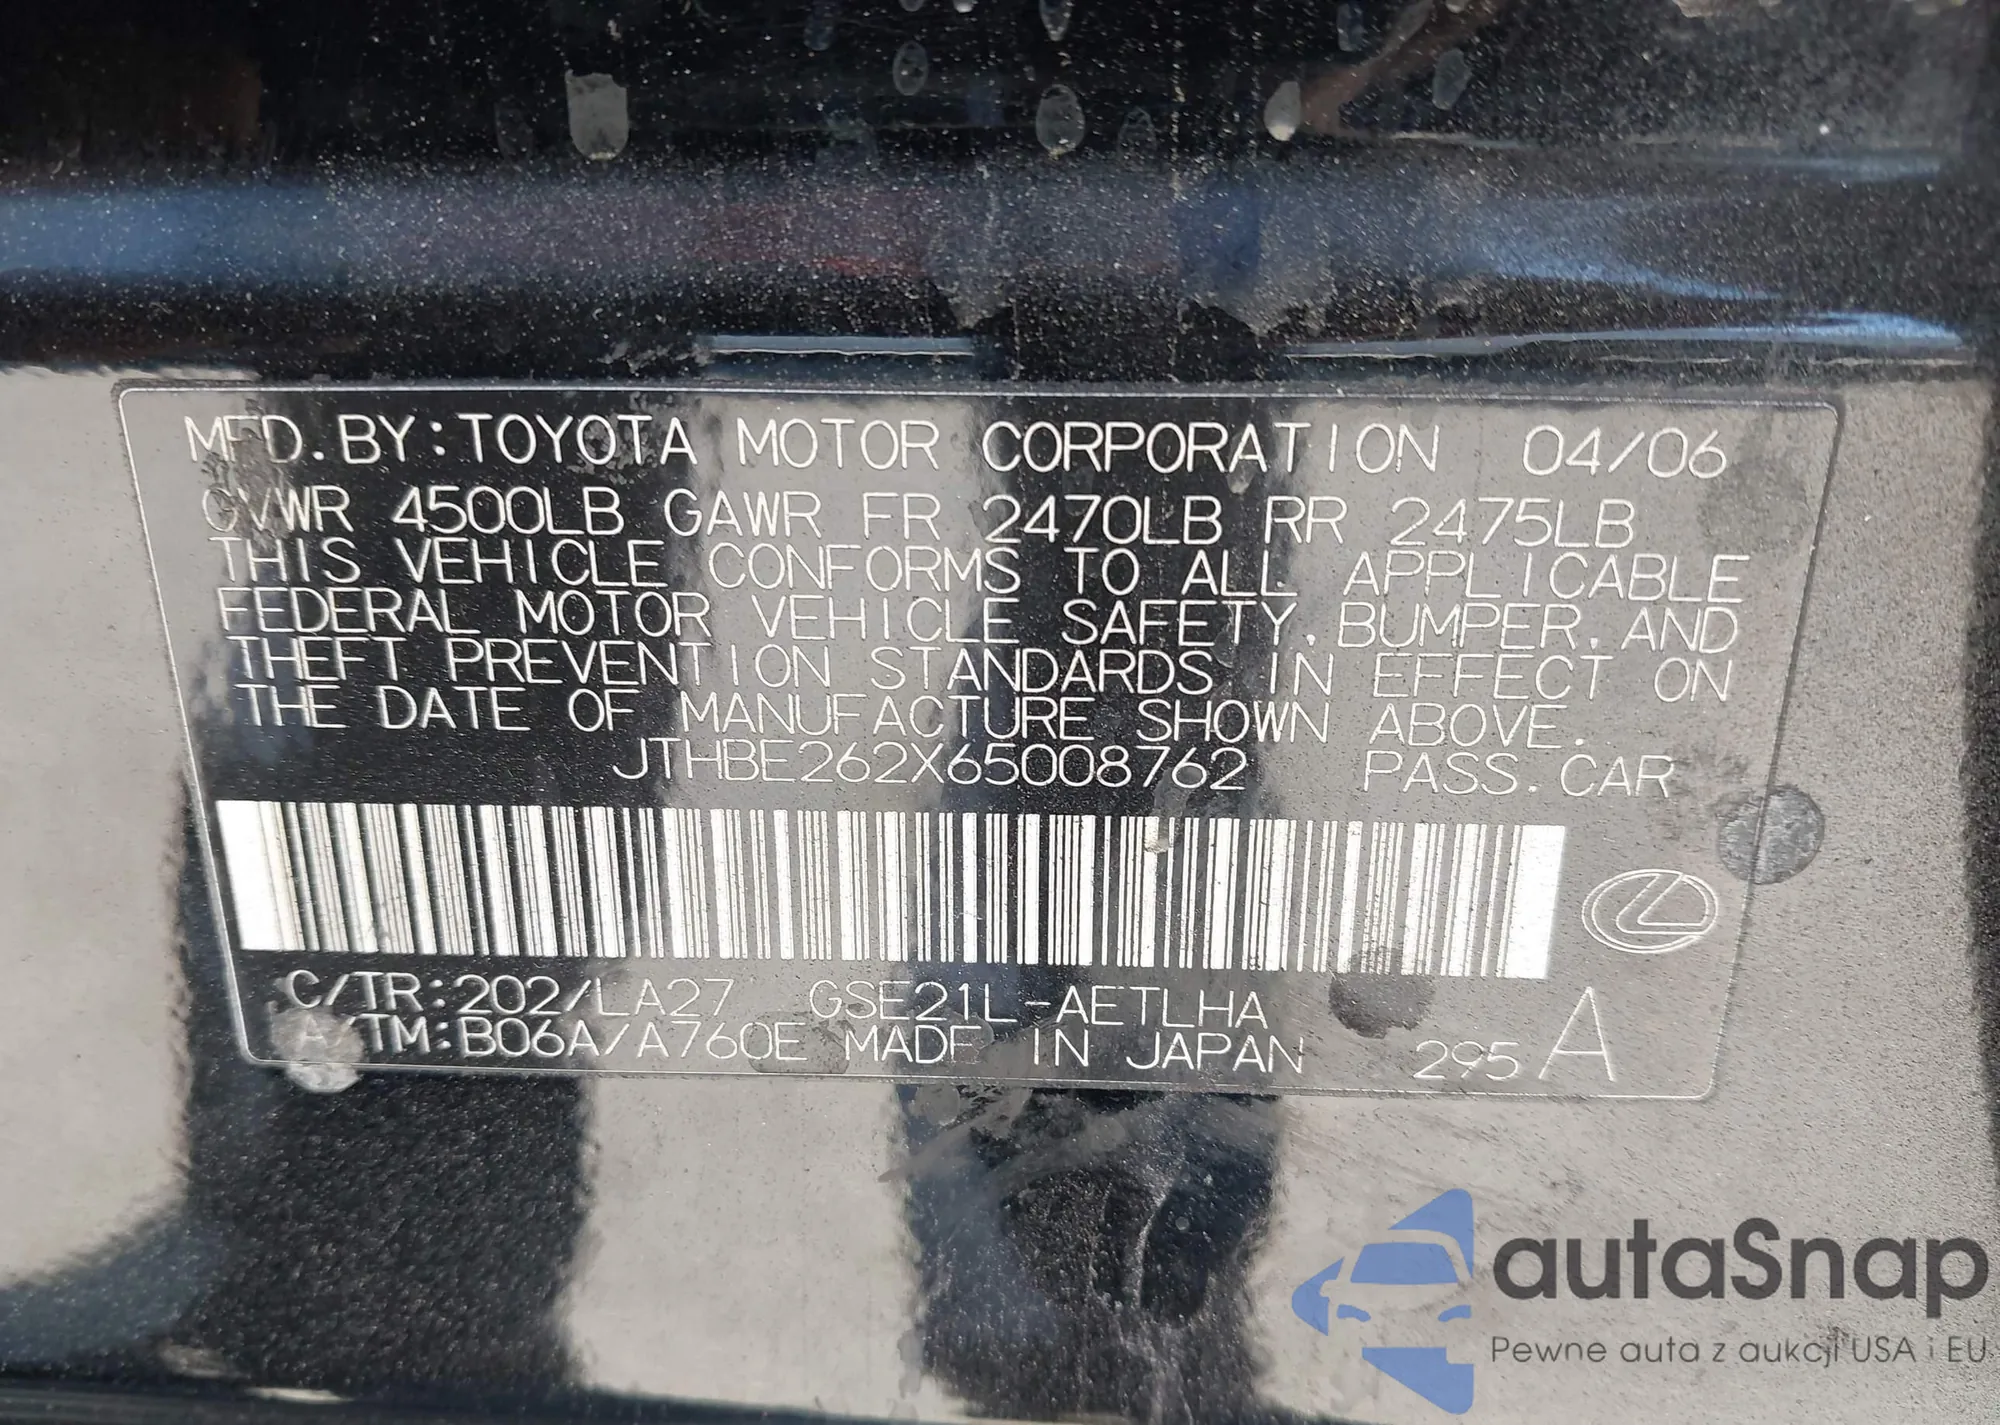 MFD. BY: TOYOTA MOTOR CORPORATION 04/06
GVWR 4500LB GAWR FR 2470LB RR 2475LB
THIS VEHICLE CONFORMS TO ALL APPLICABLE
FEDERAL MOTOR VEHICLE SAFETY, BUMPER, AND
THEFT PREVENTION STANDARDS IN EFFECT ON
THE DATE OF MANUFACTURE SHOWN ABOVE.
JTHBE262X65008762 PASS. CAR
C/TR: 202/LA27 GSE21L-AETLHA
A/TM: B06A/A760E MADE IN JAPAN 295 A
autaSnap
Pewne auta z aukcji USA i EU